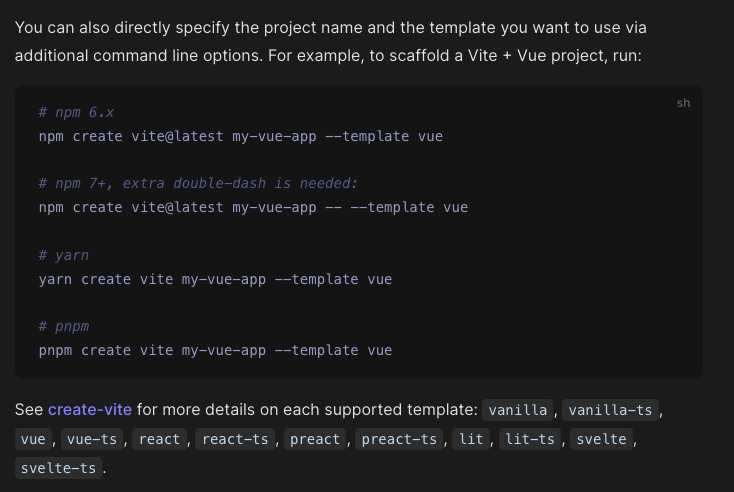 You can also directly specify the project name and the template you want to use via
additional command line options. For example, to scaffold a Vite + Vue project, run:
sh
# npm 6.x
npm create vite@latest my-vue-app --template vue
# npm 7+, extra double-dash is needed:
npm create vite@latest my-vue-app -- --template vue
# yarn
yarn create vite my-vue-app --template vue
# pnpm
pnpm create vite my-vue-app --template vue
See create-vite for more details on each supported template: vanilla, vanilla-ts,
vue, vue-ts, react, react-ts, preact, preact-ts, lit, lit-ts, svelte,
svelte-ts.